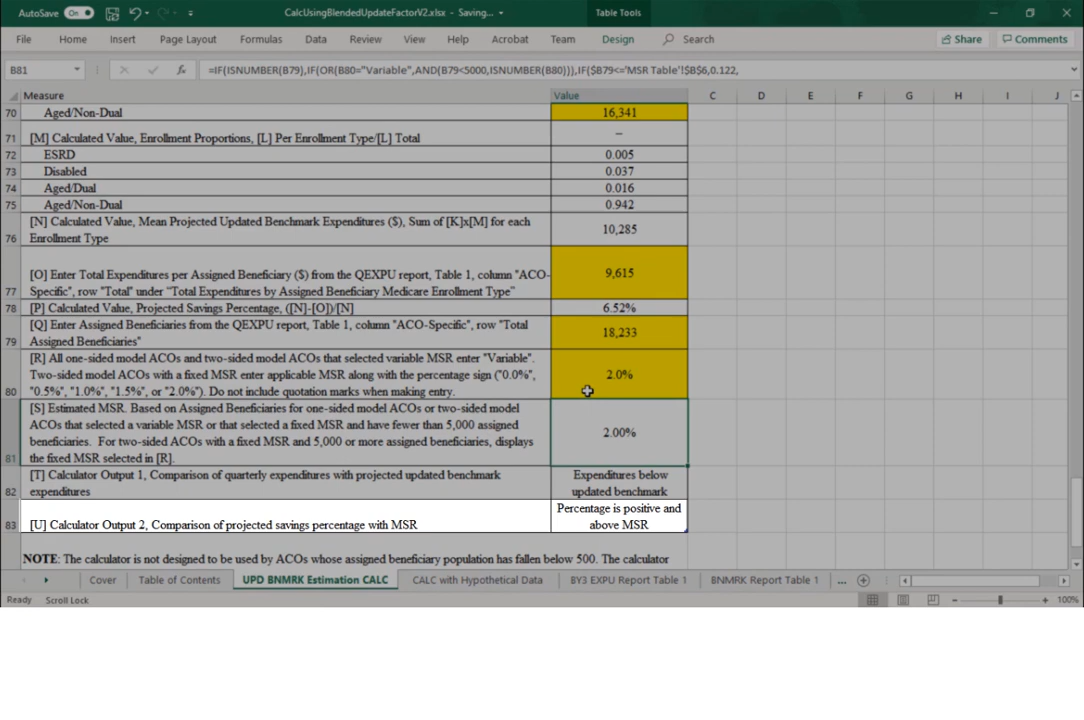 AutoSave On CalcUsingBlendedUpdateFactorV2.xlsx - Saving... Table Tools
File Home Insert Page Layout Formulas Data Review View Help Acrobat Team Design Search Share Comments
B81 fx =IF(ISNUMBER(B79),IF(OR(B80="Variable",AND(B79<5000,ISNUMBER(B80))),IF($B79<='MSR Table'!$B$6,0.122,
Measure Value C D E F G H I J
70 Aged/Non-Dual 16,341
71 [M] Calculated Value, Enrollment Proportions, [L] Per Enrollment Type/[L] Total –
72 ESRD 0.005
73 Disabled 0.037
74 Aged/Dual 0.016
75 Aged/Non-Dual 0.942
[N] Calculated Value, Mean Projected Updated Benchmark Expenditures ($), Sum of [K]x[M] for each
76 Enrollment Type 10,285
[O] Enter Total Expenditures per Assigned Beneficiary ($) from the QEXPU report, Table 1, column "ACO-
77 Specific", row "Total" under "Total Expenditures by Assigned Beneficiary Medicare Enrollment Type" 9,615
78 [P] Calculated Value, Projected Savings Percentage, ([N]-[O])/[N] 6.52%
[Q] Enter Assigned Beneficiaries from the QEXPU report, Table 1, column "ACO-Specific", row "Total
79 Assigned Beneficiaries" 18,233
[R] All one-sided model ACOs and two-sided model ACOs that selected variable MSR enter "Variable".
Two-sided model ACOs with a fixed MSR enter applicable MSR along with the percentage sign ("0.0%", 2.0%
80 "0.5%", "1.0%", "1.5%", or "2.0%"). Do not include quotation marks when making entry.
[S] Estimated MSR. Based on Assigned Beneficiaries for one-sided model ACOs or two-sided model
ACOs that selected a variable MSR or that selected a fixed MSR and have fewer than 5,000 assigned 2.00%
beneficiaries. For two-sided ACOs with a fixed MSR and 5,000 or more assigned beneficiaries, displays
81 the fixed MSR selected in [R].
[T] Calculator Output 1, Comparison of quarterly expenditures with projected updated benchmark Expenditures below
82 expenditures updated benchmark
Percentage is positive and
83 [U] Calculator Output 2, Comparison of projected savings percentage with MSR above MSR
NOTE: The calculator is not designed to be used by ACOs whose assigned beneficiary population has fallen below 500. The calculator
Cover Table of Contents UPD BNMRK Estimation CALC CALC with Hypothetical Data BY3 EXPU Report Table 1 BNMRK Report Table 1 ...
Ready Scroll Lock 100%